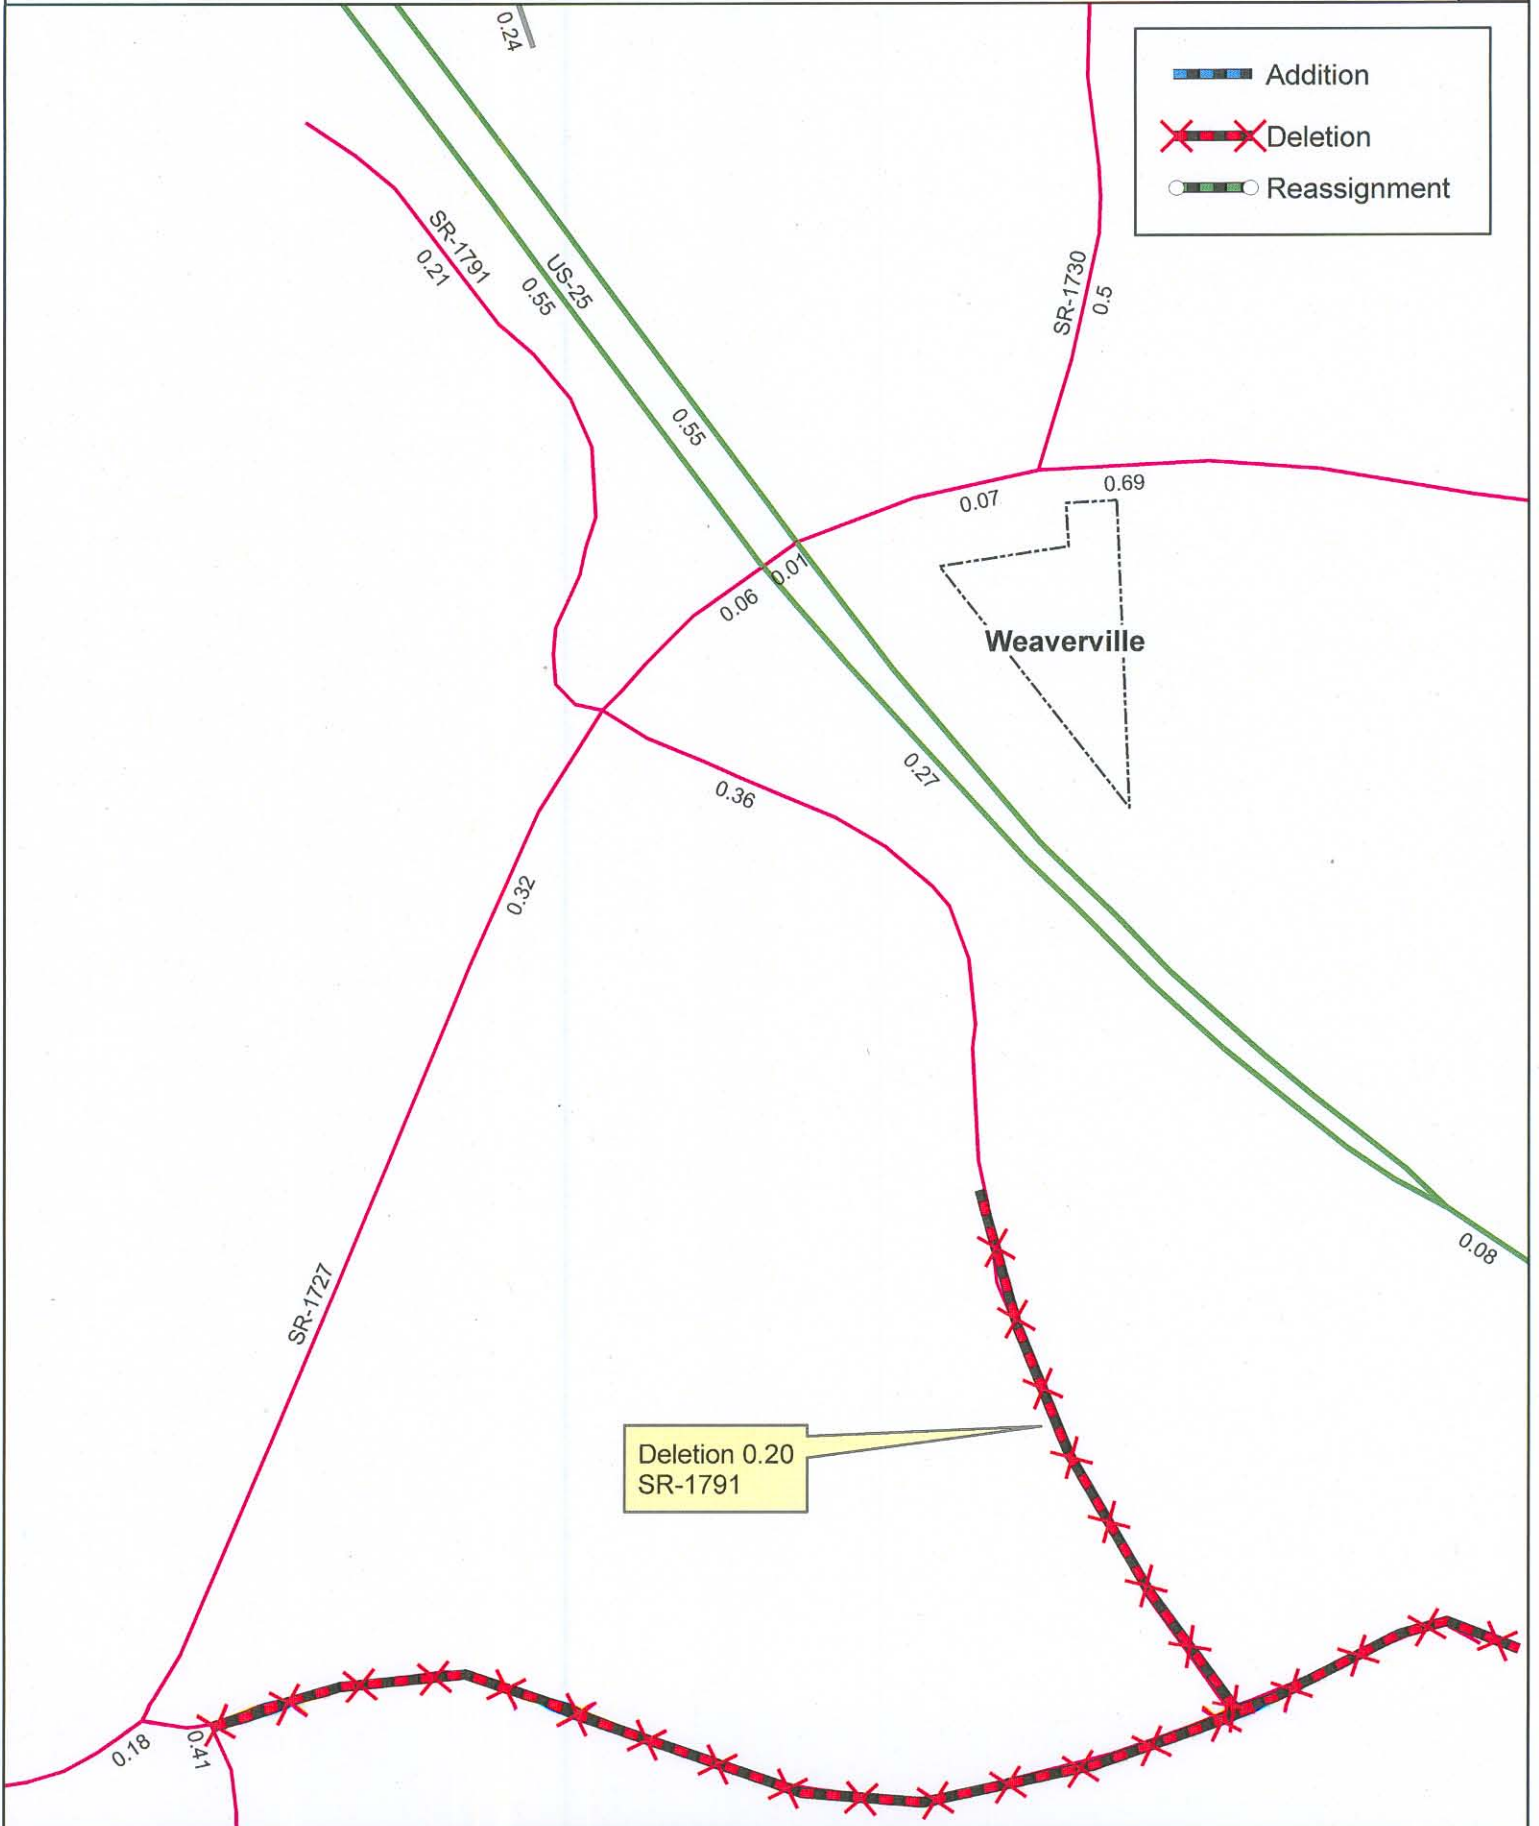 0.24
Addition
Deletion
Reassignment
SR-1791
0.21
US-25
0.55
SR-1730
0.5
0.55
0.07
0.69
0.01
0.06
Weaverville
0.27
0.36
0.32
0.08
SR-1727
Deletion 0.20
SR-1791
0.18
0.41